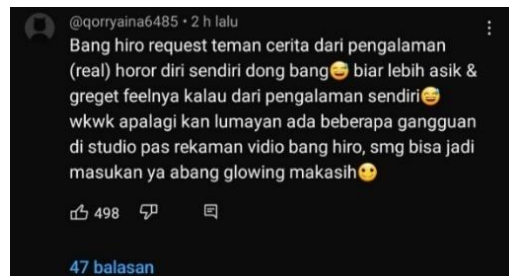 @qorryaina6485 • 2 h lalu
Bang hiro request teman cerita dari pengalaman
(real) horor diri sendiri dong bang😅 biar lebih asik &
greget feelnya kalau dari pengalaman sendiri😅
wkwk apalagi kan lumayan ada beberapa gangguan
di studio pas rekaman vidio bang hiro, smg bisa jadi
masukan ya abang glowing makasih🙂
498
47 balasan